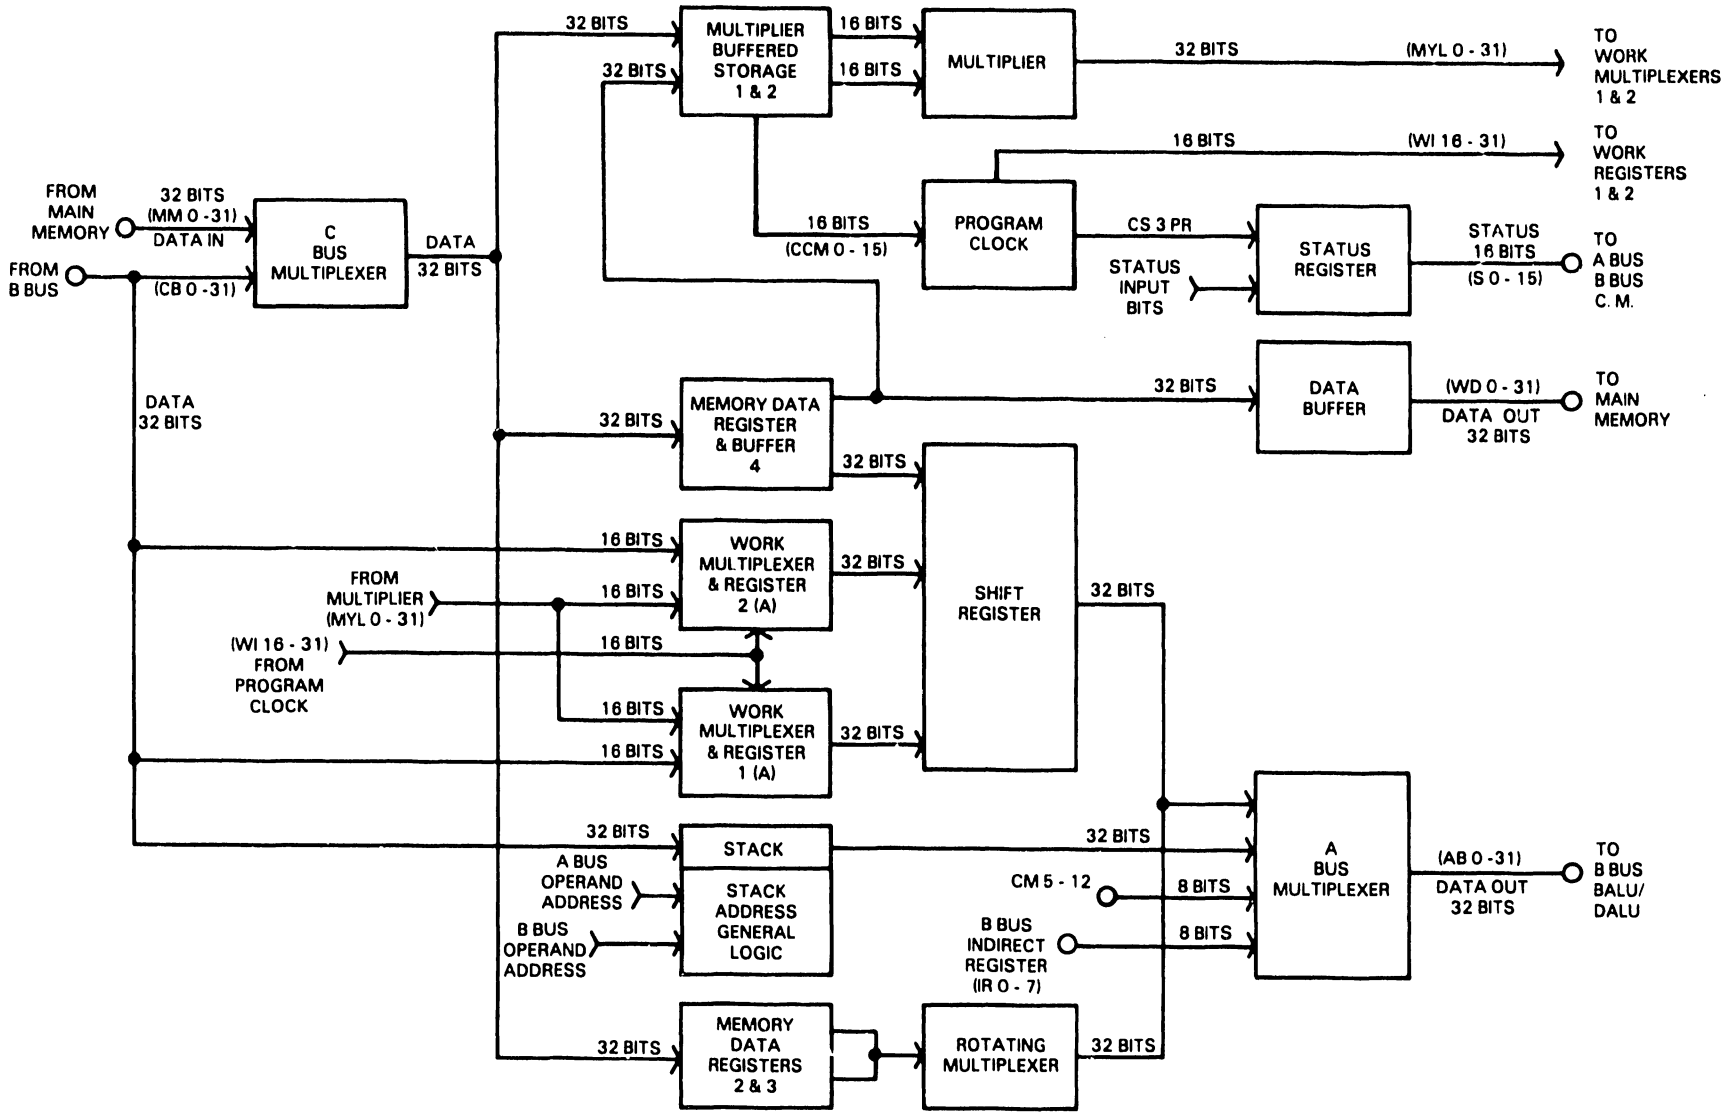 32 BITS
MULTIPLIER
BUFFERED
STORAGE
1 & 2
32 BITS
16 BITS
16 BITS
MULTIPLIER
32 BITS
(MYL 0 - 31)
TO
WORK
MULTIPLEXERS
1 & 2
16 BITS
(WI 16 - 31)
TO
WORK
REGISTERS
1 & 2
FROM
MAIN
MEMORY
32 BITS
(MM 0 -31)
DATA IN
FROM
B BUS
(CB 0 -31)
C
BUS
MULTIPLEXER
DATA
32 BITS
16 BITS
(CCM 0 - 15)
PROGRAM
CLOCK
CS 3 PR
STATUS
INPUT
BITS
STATUS
REGISTER
STATUS
16 BITS
(S 0 - 15)
TO
A BUS
B BUS
C. M.
DATA
32 BITS
32 BITS
MEMORY DATA
REGISTER
& BUFFER
4
32 BITS
32 BITS
DATA
BUFFER
(WD 0 - 31)
DATA OUT
32 BITS
TO
MAIN
MEMORY
16 BITS
WORK
MULTIPLEXER
& REGISTER
2 (A)
32 BITS
FROM
MULTIPLIER
(MYL 0 - 31)
16 BITS
(WI 16 - 31)
FROM
PROGRAM
CLOCK
16 BITS
SHIFT
REGISTER
32 BITS
16 BITS
16 BITS
WORK
MULTIPLEXER
& REGISTER
1 (A)
32 BITS
32 BITS
STACK
32 BITS
A BUS
OPERAND
ADDRESS
B BUS
OPERAND
ADDRESS
STACK
ADDRESS
GENERAL
LOGIC
CM 5 - 12
8 BITS
B BUS
INDIRECT
REGISTER
(IR 0 - 7)
8 BITS
A
BUS
MULTIPLEXER
(AB 0 -31)
DATA OUT
32 BITS
TO
B BUS
BALU/
DALU
32 BITS
MEMORY
DATA
REGISTERS
2 & 3
ROTATING
MULTIPLEXER
32 BITS